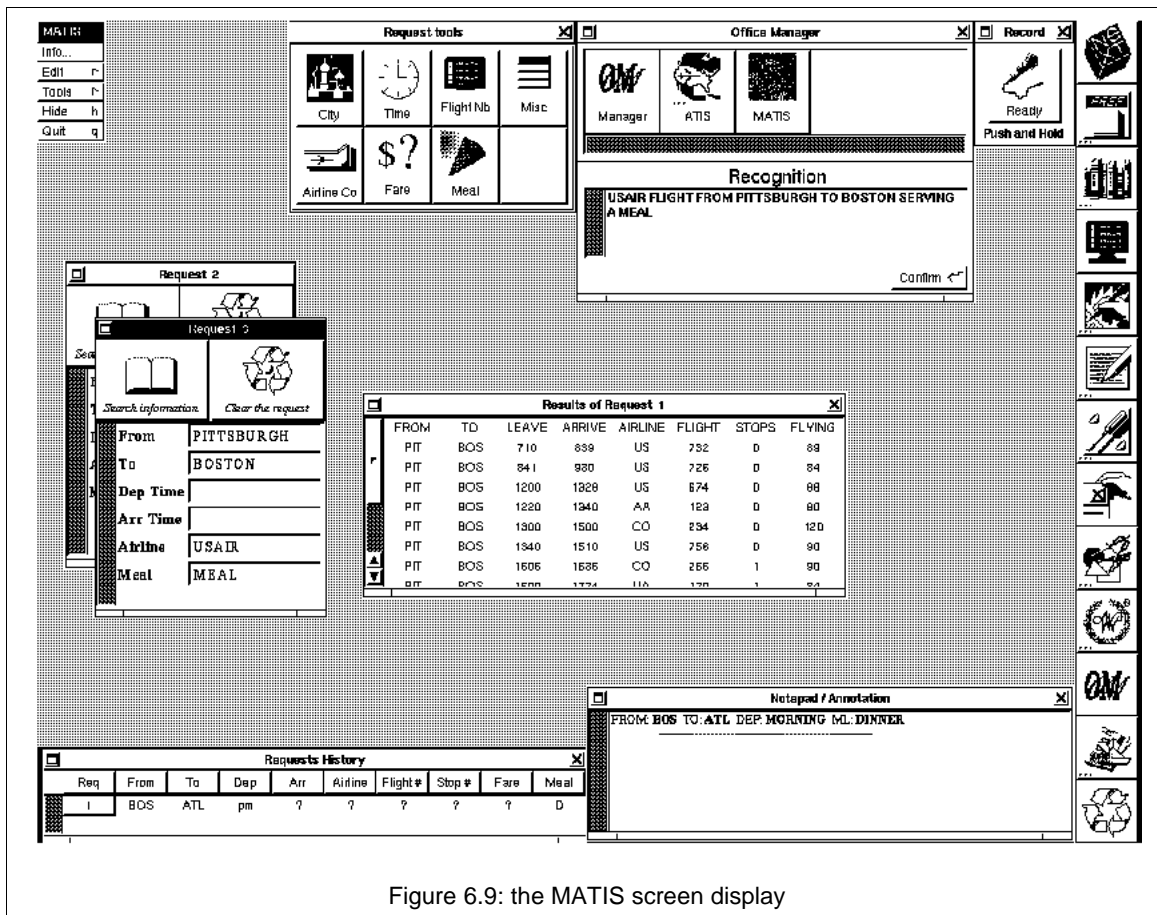 MATIS
Info...
Edit r
Tools r
Hide h
Quit q
Request tools
City Time Flight Nb Misc
Airline Co Fare Meal
Office Manager
Manager ATIS MATIS
Recognition
USAIR FLIGHT FROM PITTSBURGH TO BOSTON SERVING
A MEAL
Confirm
Record
Ready
Push and Hold
FREE
Request 2
Request 3
Search information Clear the request
From PITTSBURGH
To BOSTON
Dep Time
Arr Time
Airline USAIR
Meal MEAL
Results of Request 1
FROM TO LEAVE ARRIVE AIRLINE FLIGHT STOPS FLYING
PIT BOS 710 839 US 732 0 89
PIT BOS 841 US 726 0 84
PIT BOS 1200 1328 US 674 0 88
PIT BOS 1220 1340 AA 123 0 80
PIT BOS 1300 1500 CO 234 0 120
PIT BOS 1340 1510 US 756 0 90
PIT BOS CO 266 1 90
Notepad / Annotation
FROM: BOS TO: ATL DEP: MORNING ML: DINNER
Requests History
Req From To Dep Arr Airline Flight # Stop # Fare Meal
1 BOS ATL pm ? ? ? ? ? D
OM
Figure 6.9: the MATIS screen display